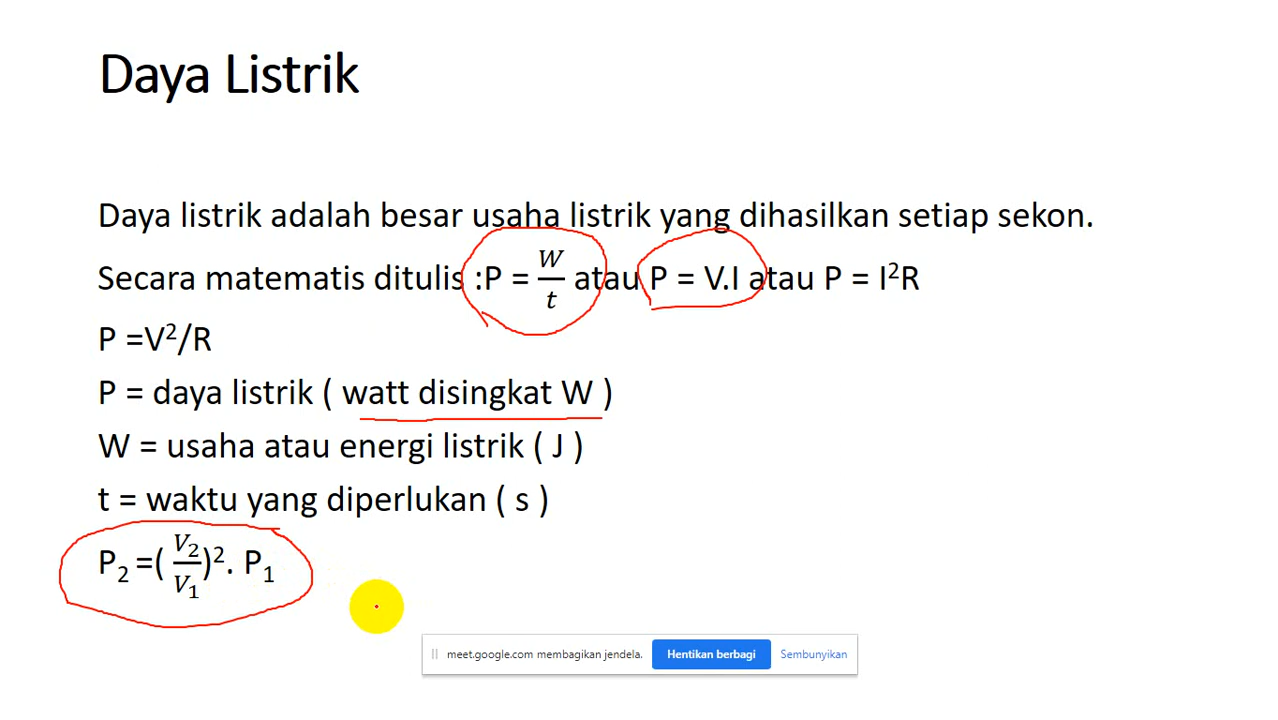 Daya Listrik
Daya listrik adalah besar usaha listrik yang dihasilkan setiap sekon.
Secara matematis ditulis :P = W/t atau P = V.I atau P = I²R
P =V²/R
P = daya listrik ( watt disingkat W )
W = usaha atau energi listrik ( J )
t = waktu yang diperlukan ( s )
P₂ =( V₂/V₁ )². P₁
meet.google.com membagikan jendela. Hentikan berbagi Sembunyikan